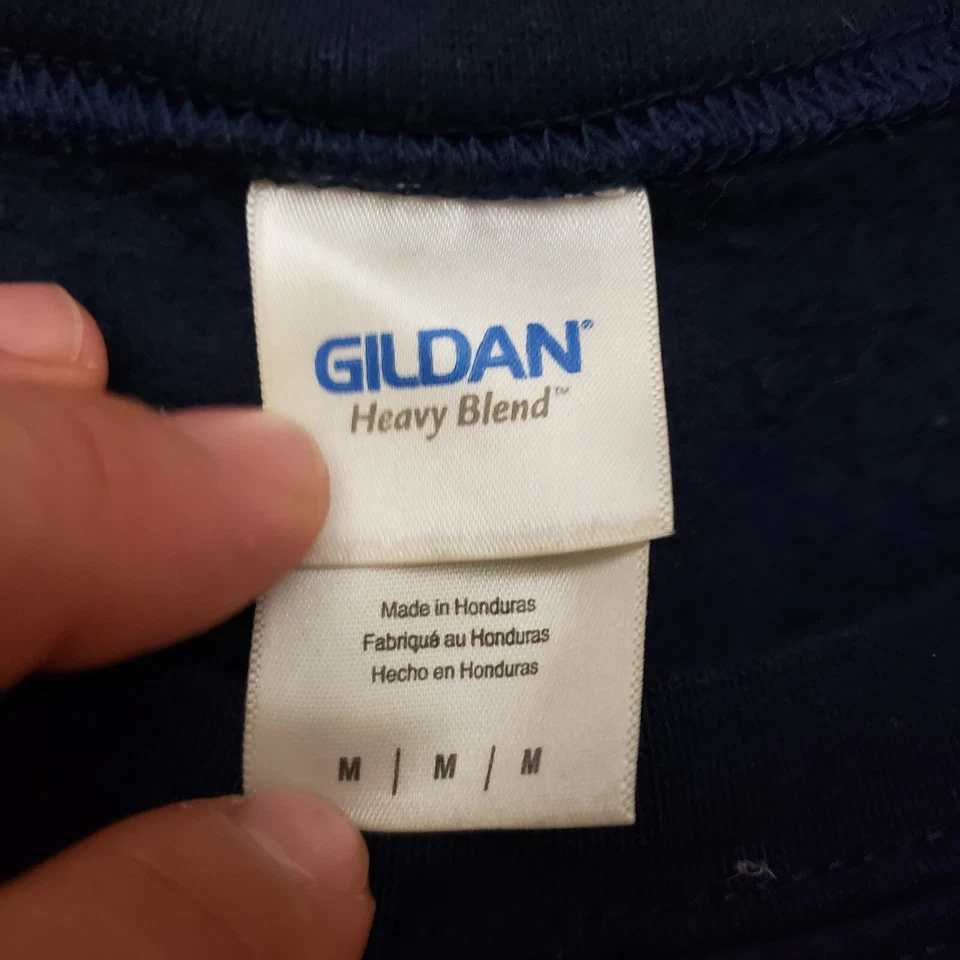 GILDAN®
Heavy Blend™
Made in Honduras
Fabriqué au Honduras
Hecho en Honduras
M / M / M